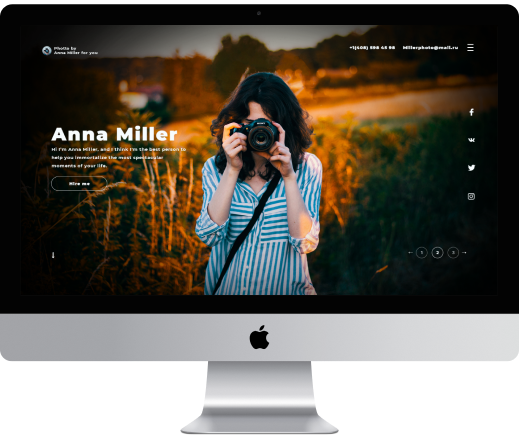 Photo by
Anna Miller for you
+1(408) 598 45 98 Millerphoto@mail.ru
Anna Miller
Hi I'm Anna Miller, and I think I'm the best person to
help you immortalize the most spectacular
moments of your life.
Hire me
1 2 3